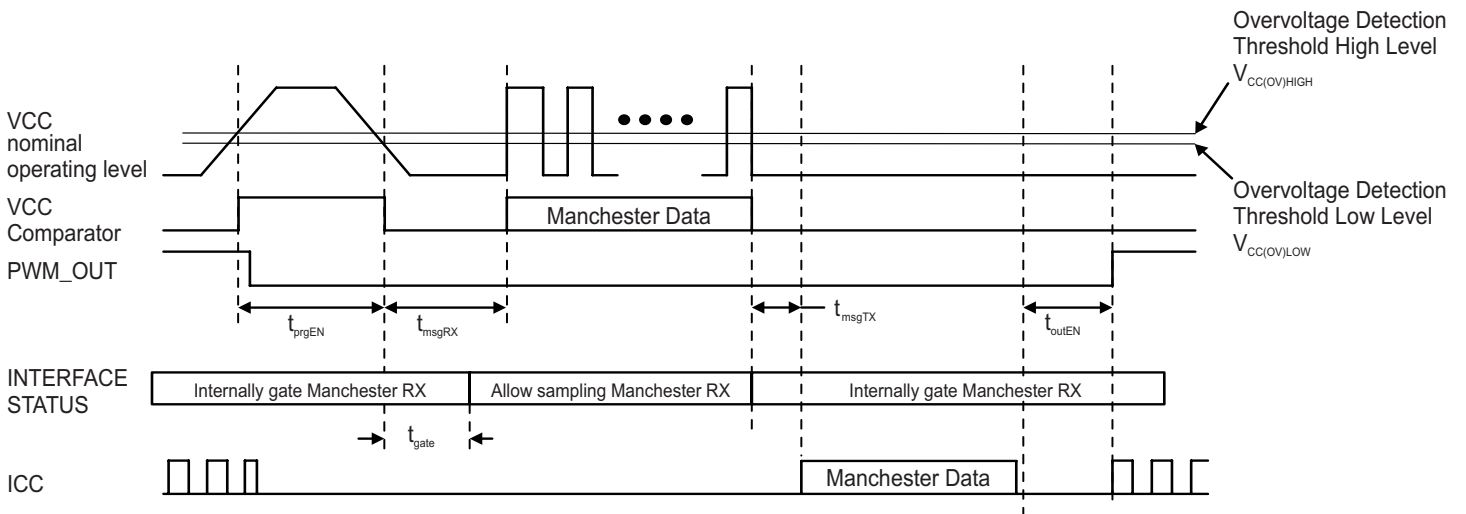 Overvoltage Detection
Threshold High Level
VCC(OV)HIGH
VCC
nominal
operating level
Overvoltage Detection
Threshold Low Level
VCC(OV)LOW
VCC
Comparator
Manchester Data
PWM_OUT
tprgEN
tmsgRX
tmsgTX
toutEN
INTERFACE
STATUS
Internally gate Manchester RX
Allow sampling Manchester RX
Internally gate Manchester RX
tgate
ICC
Manchester Data